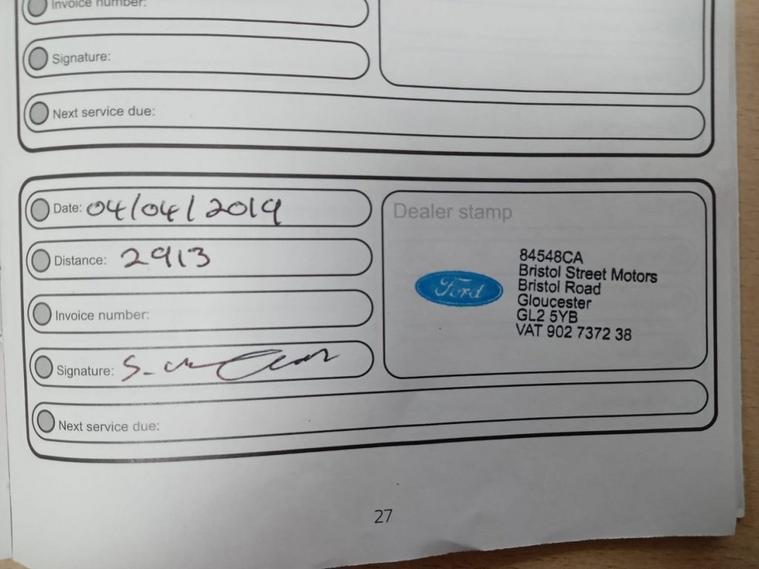 Invoice number:
Signature:
Next service due:
Date: 04/04/2019
Dealer stamp
Distance: 2913
Invoice number:
Signature:
Next service due:
Ford
84548CA
Bristol Street Motors
Bristol Road
Gloucester
GL2 5YB
VAT 902 7372 38
27